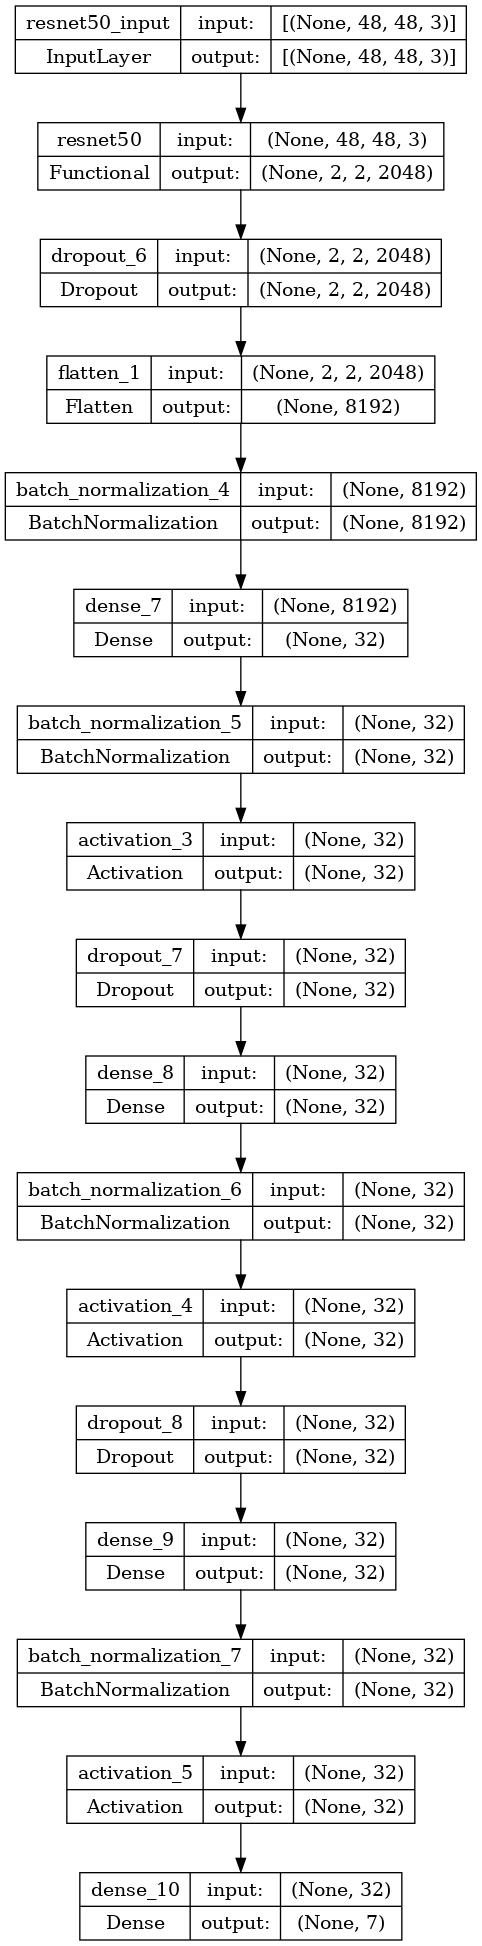 resnet50_input input: [(None, 48, 48, 3)]
InputLayer output: [(None, 48, 48, 3)]
resnet50 input: (None, 48, 48, 3)
Functional output: (None, 2, 2, 2048)
dropout_6 input: (None, 2, 2, 2048)
Dropout output: (None, 2, 2, 2048)
flatten_1 input: (None, 2, 2, 2048)
Flatten output: (None, 8192)
batch_normalization_4 input: (None, 8192)
BatchNormalization output: (None, 8192)
dense_7 input: (None, 8192)
Dense output: (None, 32)
batch_normalization_5 input: (None, 32)
BatchNormalization output: (None, 32)
activation_3 input: (None, 32)
Activation output: (None, 32)
dropout_7 input: (None, 32)
Dropout output: (None, 32)
dense_8 input: (None, 32)
Dense output: (None, 32)
batch_normalization_6 input: (None, 32)
BatchNormalization output: (None, 32)
activation_4 input: (None, 32)
Activation output: (None, 32)
dropout_8 input: (None, 32)
Dropout output: (None, 32)
dense_9 input: (None, 32)
Dense output: (None, 32)
batch_normalization_7 input: (None, 32)
BatchNormalization output: (None, 32)
activation_5 input: (None, 32)
Activation output: (None, 32)
dense_10 input: (None, 32)
Dense output: (None, 7)